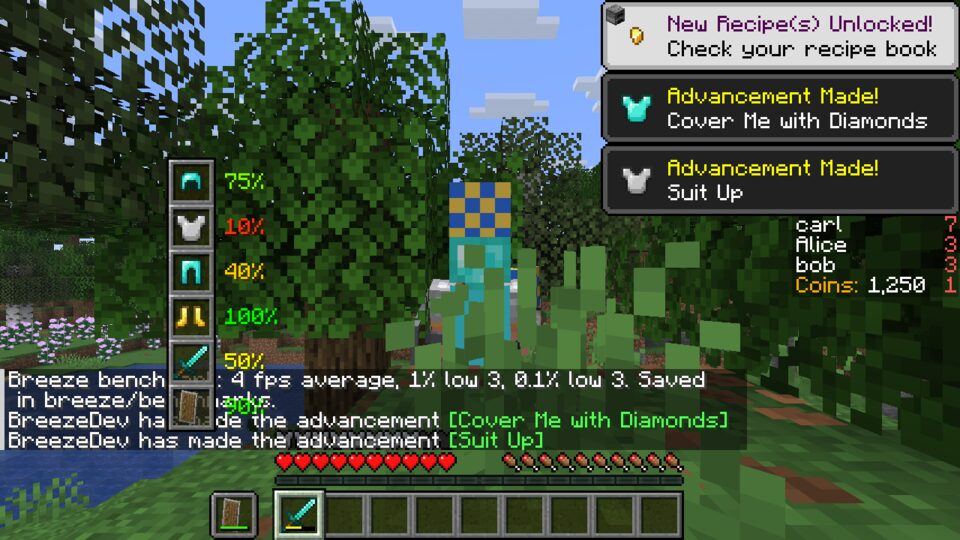 New Recipe(s) Unlocked!
Check your recipe book
Advancement Made!
Cover Me with Diamonds
Advancement Made!
Suit Up
75%
10%
40%
100%
50%
90%
carl 7
Alice 3
bob 3
Coins: 1,250 1
Breeze bench : 4 fps average, 1% low 3, 0.1% low 3. Saved
in breeze/be marks.
BreezeDev has made the advancement [Cover Me with Diamonds]
BreezeDev has made the advancement [Suit Up]